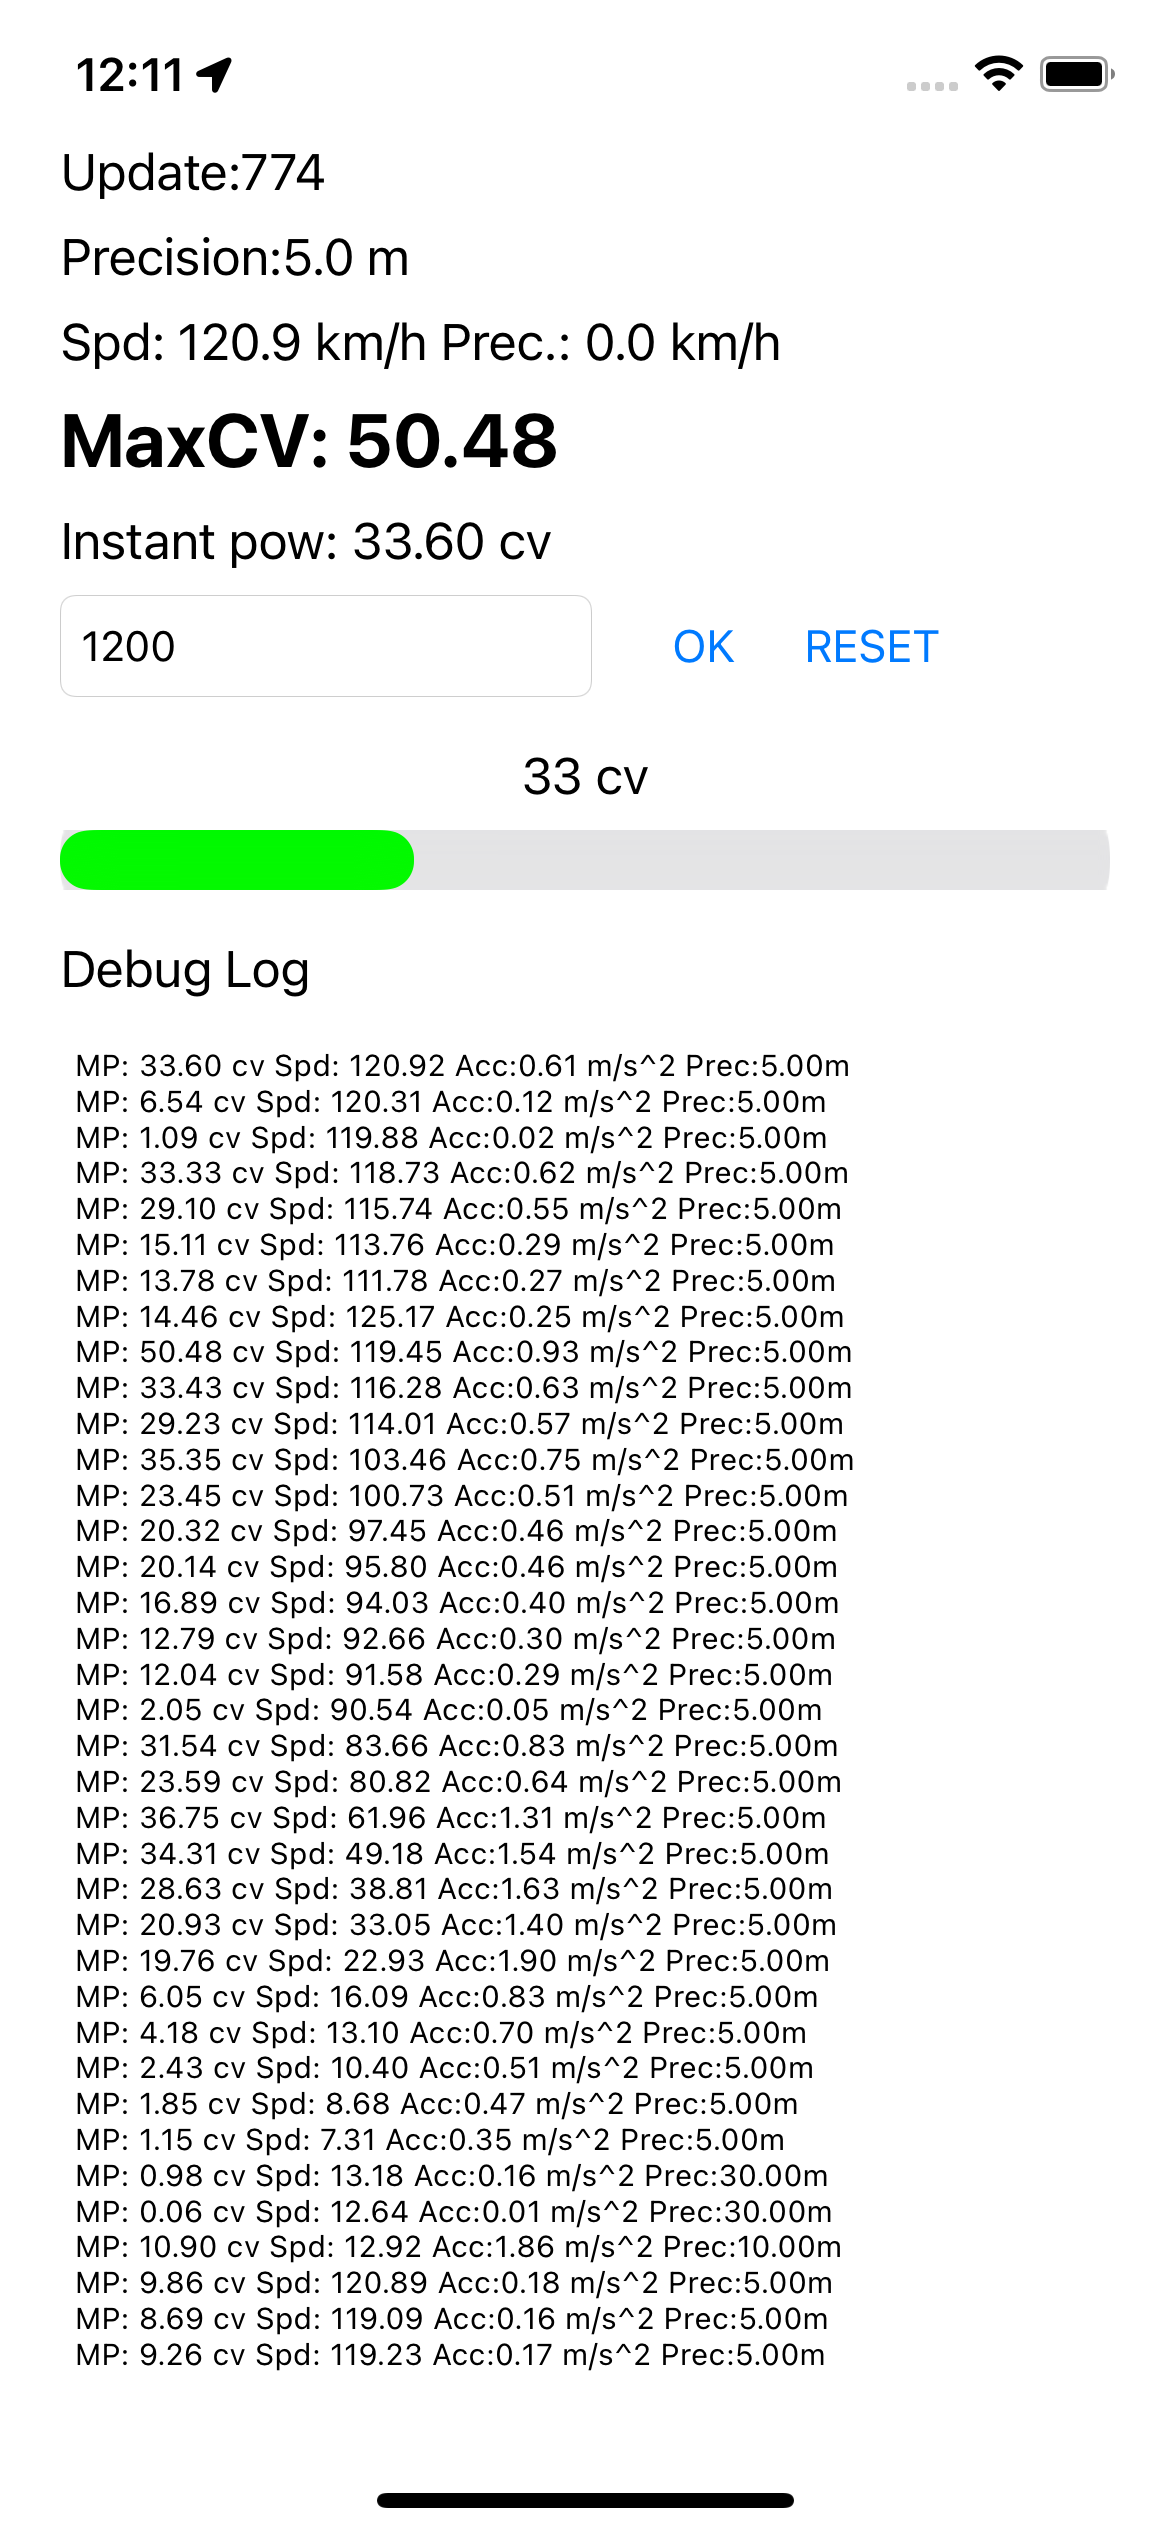 12:11
Update:774
Precision:5.0 m
Spd: 120.9 km/h Prec.: 0.0 km/h
MaxCV: 50.48
Instant pow: 33.60 cv
1200 OK RESET
33 cv
Debug Log
MP: 33.60 cv Spd: 120.92 Acc:0.61 m/s^2 Prec:5.00m
MP: 6.54 cv Spd: 120.31 Acc:0.12 m/s^2 Prec:5.00m
MP: 1.09 cv Spd: 119.88 Acc:0.02 m/s^2 Prec:5.00m
MP: 33.33 cv Spd: 118.73 Acc:0.62 m/s^2 Prec:5.00m
MP: 29.10 cv Spd: 115.74 Acc:0.55 m/s^2 Prec:5.00m
MP: 15.11 cv Spd: 113.76 Acc:0.29 m/s^2 Prec:5.00m
MP: 13.78 cv Spd: 111.78 Acc:0.27 m/s^2 Prec:5.00m
MP: 14.46 cv Spd: 125.17 Acc:0.25 m/s^2 Prec:5.00m
MP: 50.48 cv Spd: 119.45 Acc:0.93 m/s^2 Prec:5.00m
MP: 33.43 cv Spd: 116.28 Acc:0.63 m/s^2 Prec:5.00m
MP: 29.23 cv Spd: 114.01 Acc:0.57 m/s^2 Prec:5.00m
MP: 35.35 cv Spd: 103.46 Acc:0.75 m/s^2 Prec:5.00m
MP: 23.45 cv Spd: 100.73 Acc:0.51 m/s^2 Prec:5.00m
MP: 20.32 cv Spd: 97.45 Acc:0.46 m/s^2 Prec:5.00m
MP: 20.14 cv Spd: 95.80 Acc:0.46 m/s^2 Prec:5.00m
MP: 16.89 cv Spd: 94.03 Acc:0.40 m/s^2 Prec:5.00m
MP: 12.79 cv Spd: 92.66 Acc:0.30 m/s^2 Prec:5.00m
MP: 12.04 cv Spd: 91.58 Acc:0.29 m/s^2 Prec:5.00m
MP: 2.05 cv Spd: 90.54 Acc:0.05 m/s^2 Prec:5.00m
MP: 31.54 cv Spd: 83.66 Acc:0.83 m/s^2 Prec:5.00m
MP: 23.59 cv Spd: 80.82 Acc:0.64 m/s^2 Prec:5.00m
MP: 36.75 cv Spd: 61.96 Acc:1.31 m/s^2 Prec:5.00m
MP: 34.31 cv Spd: 49.18 Acc:1.54 m/s^2 Prec:5.00m
MP: 28.63 cv Spd: 38.81 Acc:1.63 m/s^2 Prec:5.00m
MP: 20.93 cv Spd: 33.05 Acc:1.40 m/s^2 Prec:5.00m
MP: 19.76 cv Spd: 22.93 Acc:1.90 m/s^2 Prec:5.00m
MP: 6.05 cv Spd: 16.09 Acc:0.83 m/s^2 Prec:5.00m
MP: 4.18 cv Spd: 13.10 Acc:0.70 m/s^2 Prec:5.00m
MP: 2.43 cv Spd: 10.40 Acc:0.51 m/s^2 Prec:5.00m
MP: 1.85 cv Spd: 8.68 Acc:0.47 m/s^2 Prec:5.00m
MP: 1.15 cv Spd: 7.31 Acc:0.35 m/s^2 Prec:5.00m
MP: 0.98 cv Spd: 13.18 Acc:0.16 m/s^2 Prec:30.00m
MP: 0.06 cv Spd: 12.64 Acc:0.01 m/s^2 Prec:30.00m
MP: 10.90 cv Spd: 12.92 Acc:1.86 m/s^2 Prec:10.00m
MP: 9.86 cv Spd: 120.89 Acc:0.18 m/s^2 Prec:5.00m
MP: 8.69 cv Spd: 119.09 Acc:0.16 m/s^2 Prec:5.00m
MP: 9.26 cv Spd: 119.23 Acc:0.17 m/s^2 Prec:5.00m